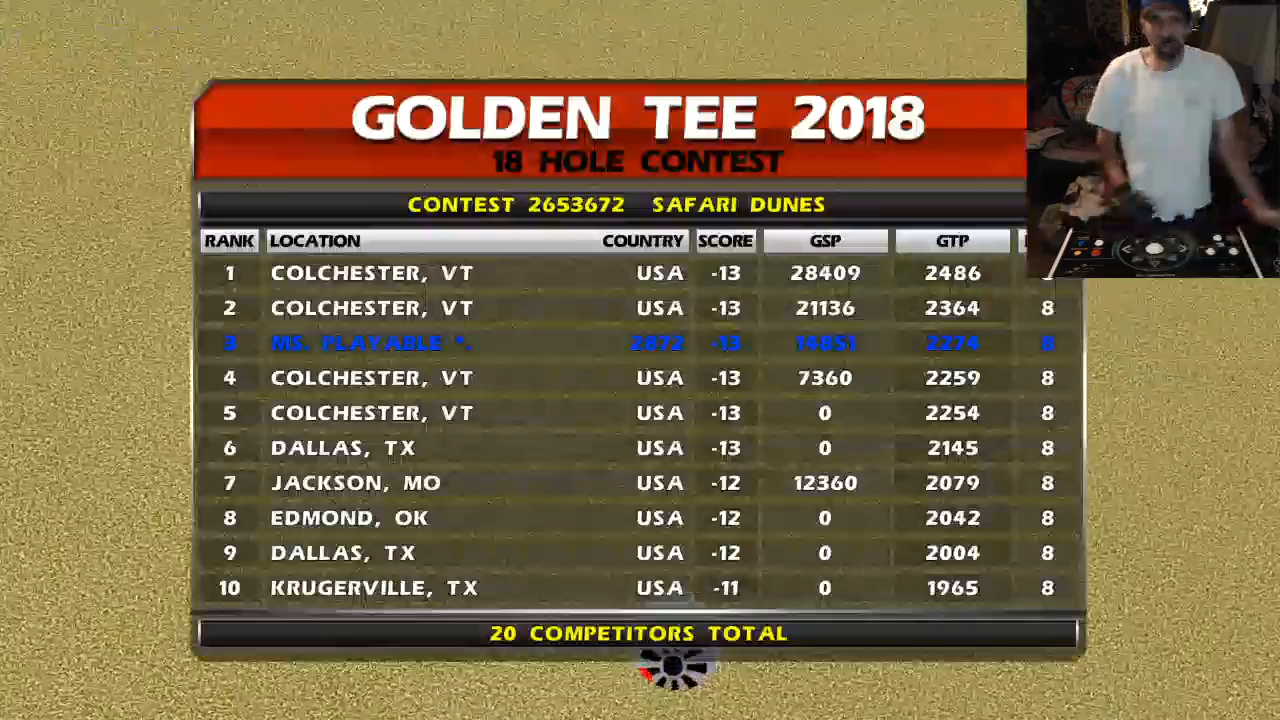 GOLDEN TEE 2018
18 HOLE CONTEST
CONTEST 2653672 SAFARI DUNES
RANK LOCATION COUNTRY SCORE GSP GTP
1 COLCHESTER, VT USA -13 28409 2486
2 COLCHESTER, VT USA -13 21136 2364 8
3 MS. PLAYABLE *. 2872 -13 14851 2274 8
4 COLCHESTER, VT USA -13 7360 2259 8
5 COLCHESTER, VT USA -13 0 2254 8
6 DALLAS, TX USA -13 0 2145 8
7 JACKSON, MO USA -12 12360 2079 8
8 EDMOND, OK USA -12 0 2042 8
9 DALLAS, TX USA -12 0 2004 8
10 KRUGERVILLE, TX USA -11 0 1965 8
20 COMPETITORS TOTAL